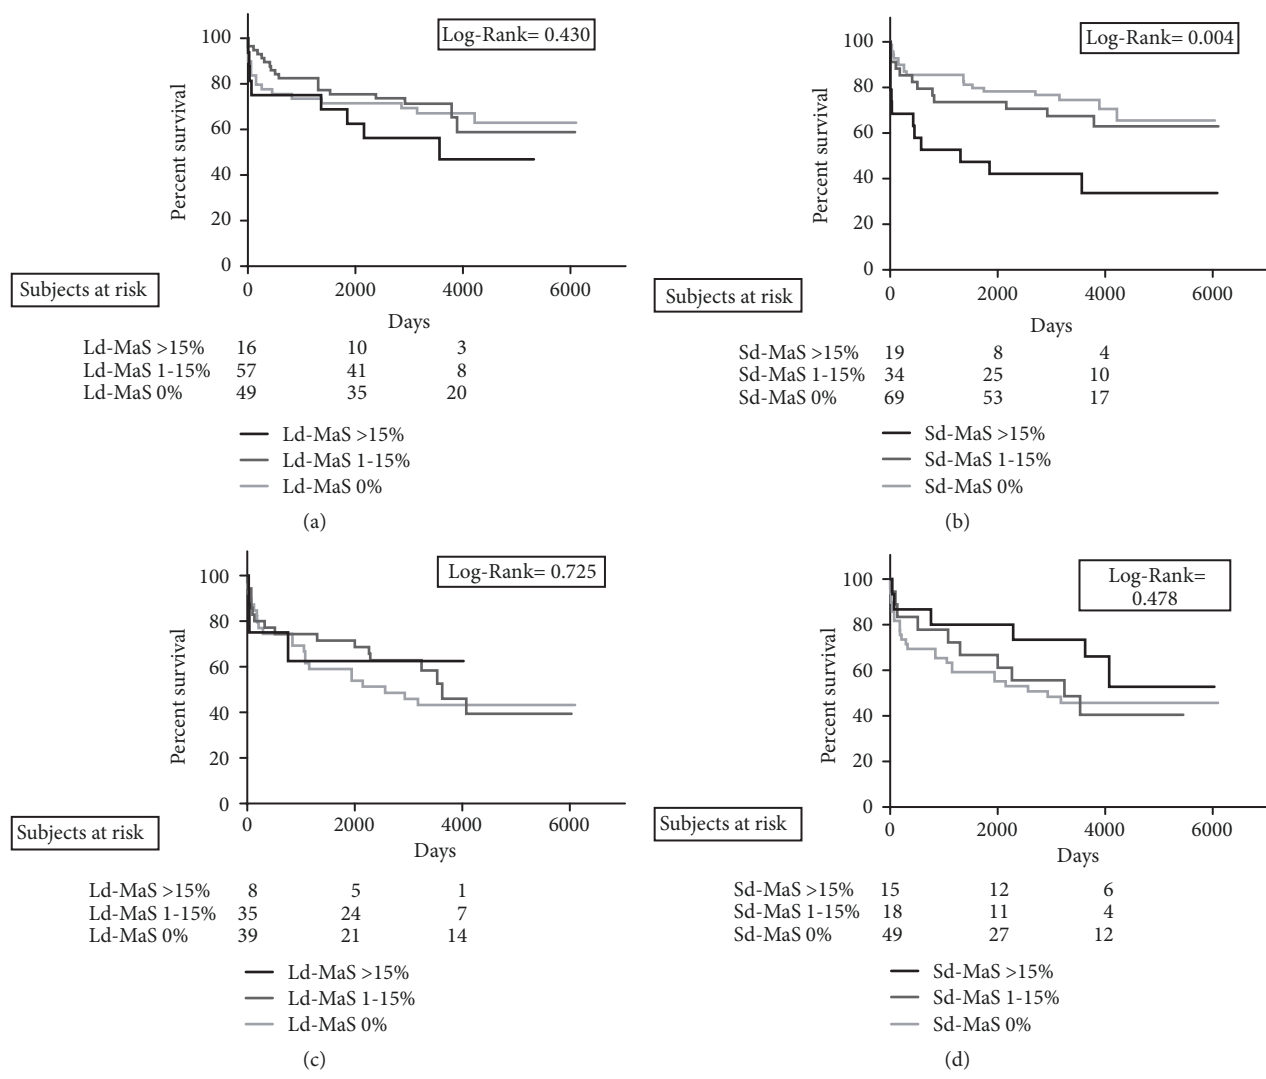 Log-Rank= 0.430
100
80
60
40
20
0
Percent survival
0 2000 4000 6000
Days
Subjects at risk
Ld-MaS >15% 16 10 3
Ld-MaS 1-15% 57 41 8
Ld-MaS 0% 49 35 20
Ld-MaS >15%
Ld-MaS 1-15%
Ld-MaS 0%
(a)
Log-Rank= 0.004
100
80
60
40
20
0
Percent survival
0 2000 4000 6000
Days
Subjects at risk
Sd-MaS >15% 19 8 4
Sd-MaS 1-15% 34 25 10
Sd-MaS 0% 69 53 17
Sd-MaS >15%
Sd-MaS 1-15%
Sd-MaS 0%
(b)
Log-Rank= 0.725
100
80
60
40
20
0
Percent survival
0 2000 4000 6000
Days
Subjects at risk
Ld-MaS >15% 8 5 1
Ld-MaS 1-15% 35 24 7
Ld-MaS 0% 39 21 14
Ld-MaS >15%
Ld-MaS 1-15%
Ld-MaS 0%
(c)
Log-Rank=
0.478
100
80
60
40
20
0
Percent survival
0 2000 4000 6000
Days
Subjects at risk
Sd-MaS >15% 15 12 6
Sd-MaS 1-15% 18 11 4
Sd-MaS 0% 49 27 12
Sd-MaS >15%
Sd-MaS 1-15%
Sd-MaS 0%
(d)